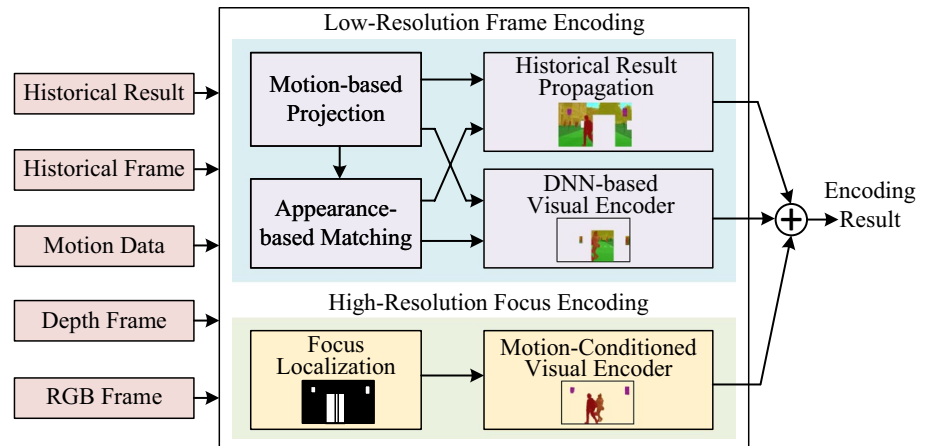 Low-Resolution Frame Encoding
Historical Result
Historical Frame
Motion Data
Depth Frame
RGB Frame
Motion-based
Projection
Historical Result
Propagation
Appearance-
based Matching
DNN-based
Visual Encoder
High-Resolution Focus Encoding
Focus
Localization
Motion-Conditioned
Visual Encoder
Encoding
Result